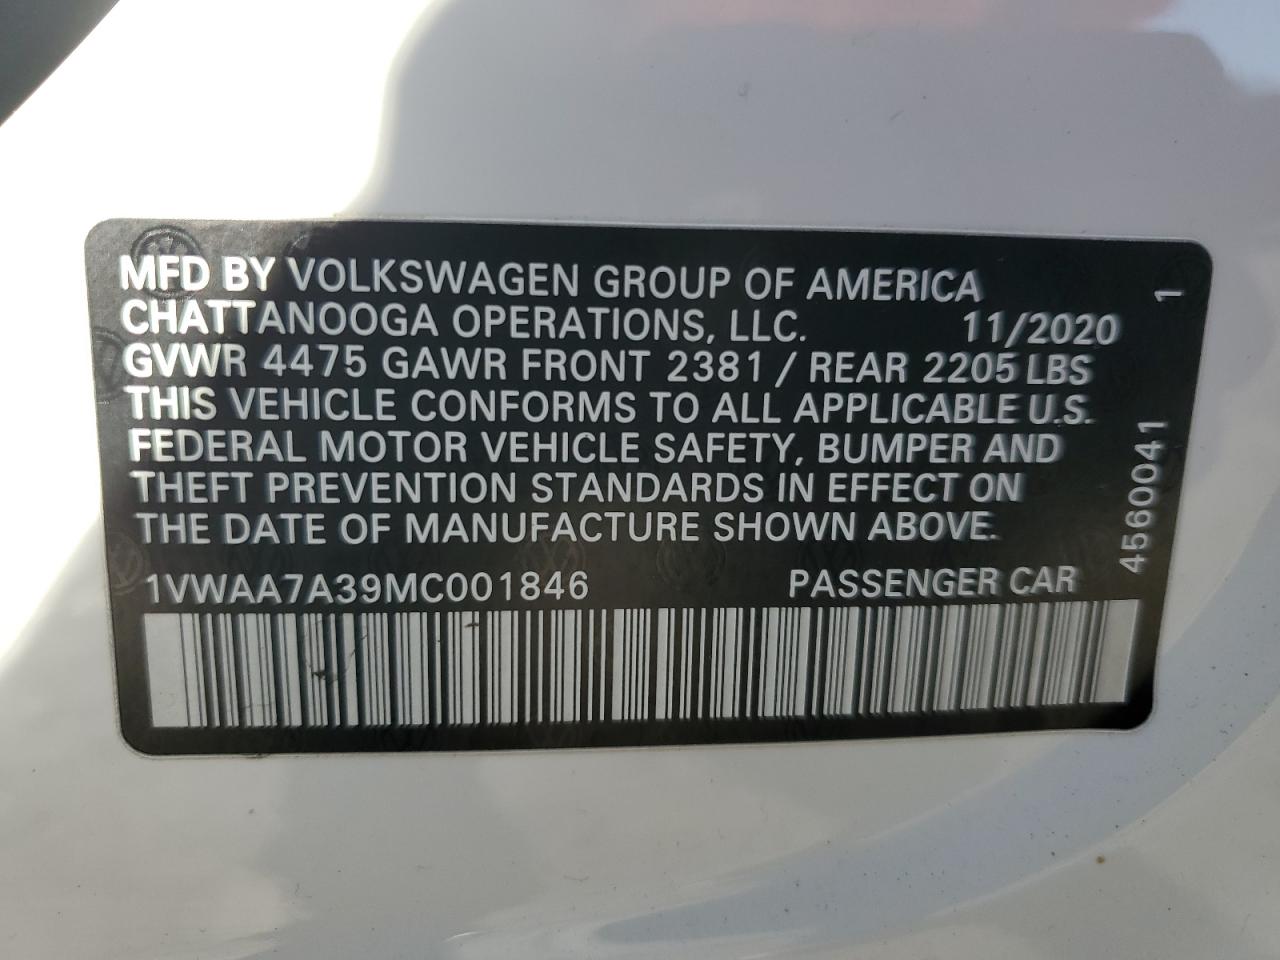 MFD BY VOLKSWAGEN GROUP OF AMERICA
CHATTANOOGA OPERATIONS, LLC. 11/2020
GVWR 4475 GAWR FRONT 2381 / REAR 2205 LBS
THIS VEHICLE CONFORMS TO ALL APPLICABLE U.S.
FEDERAL MOTOR VEHICLE SAFETY, BUMPER AND
THEFT PREVENTION STANDARDS IN EFFECT ON
THE DATE OF MANUFACTURE SHOWN ABOVE.
1VWAA7A39MC001846 PASSENGER CAR
4560041 1